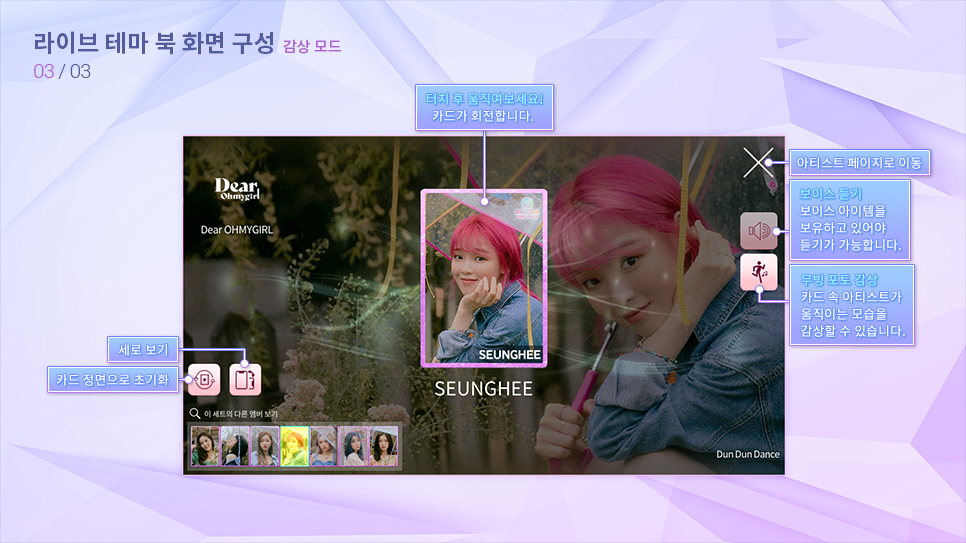 라이브 테마 북 화면 구성 감상 모드
03 / 03
터치 후 움직여보세요!
카드가 회전합니다.
아티스트 페이지로 이동
Dear
Ohmygirl
Dear OHMYGIRL
보이스 듣기
보이스 아이템을
보유하고 있어야
듣기가 가능합니다.
무빙 포토 감상
카드 속 아티스트가
움직이는 모습을
감상할 수 있습니다.
SEUNGHEE
SEUNGHEE
세로 보기
카드 정면으로 초기화
이 세트의 다른 멤버 보기
Dun Dun Dance